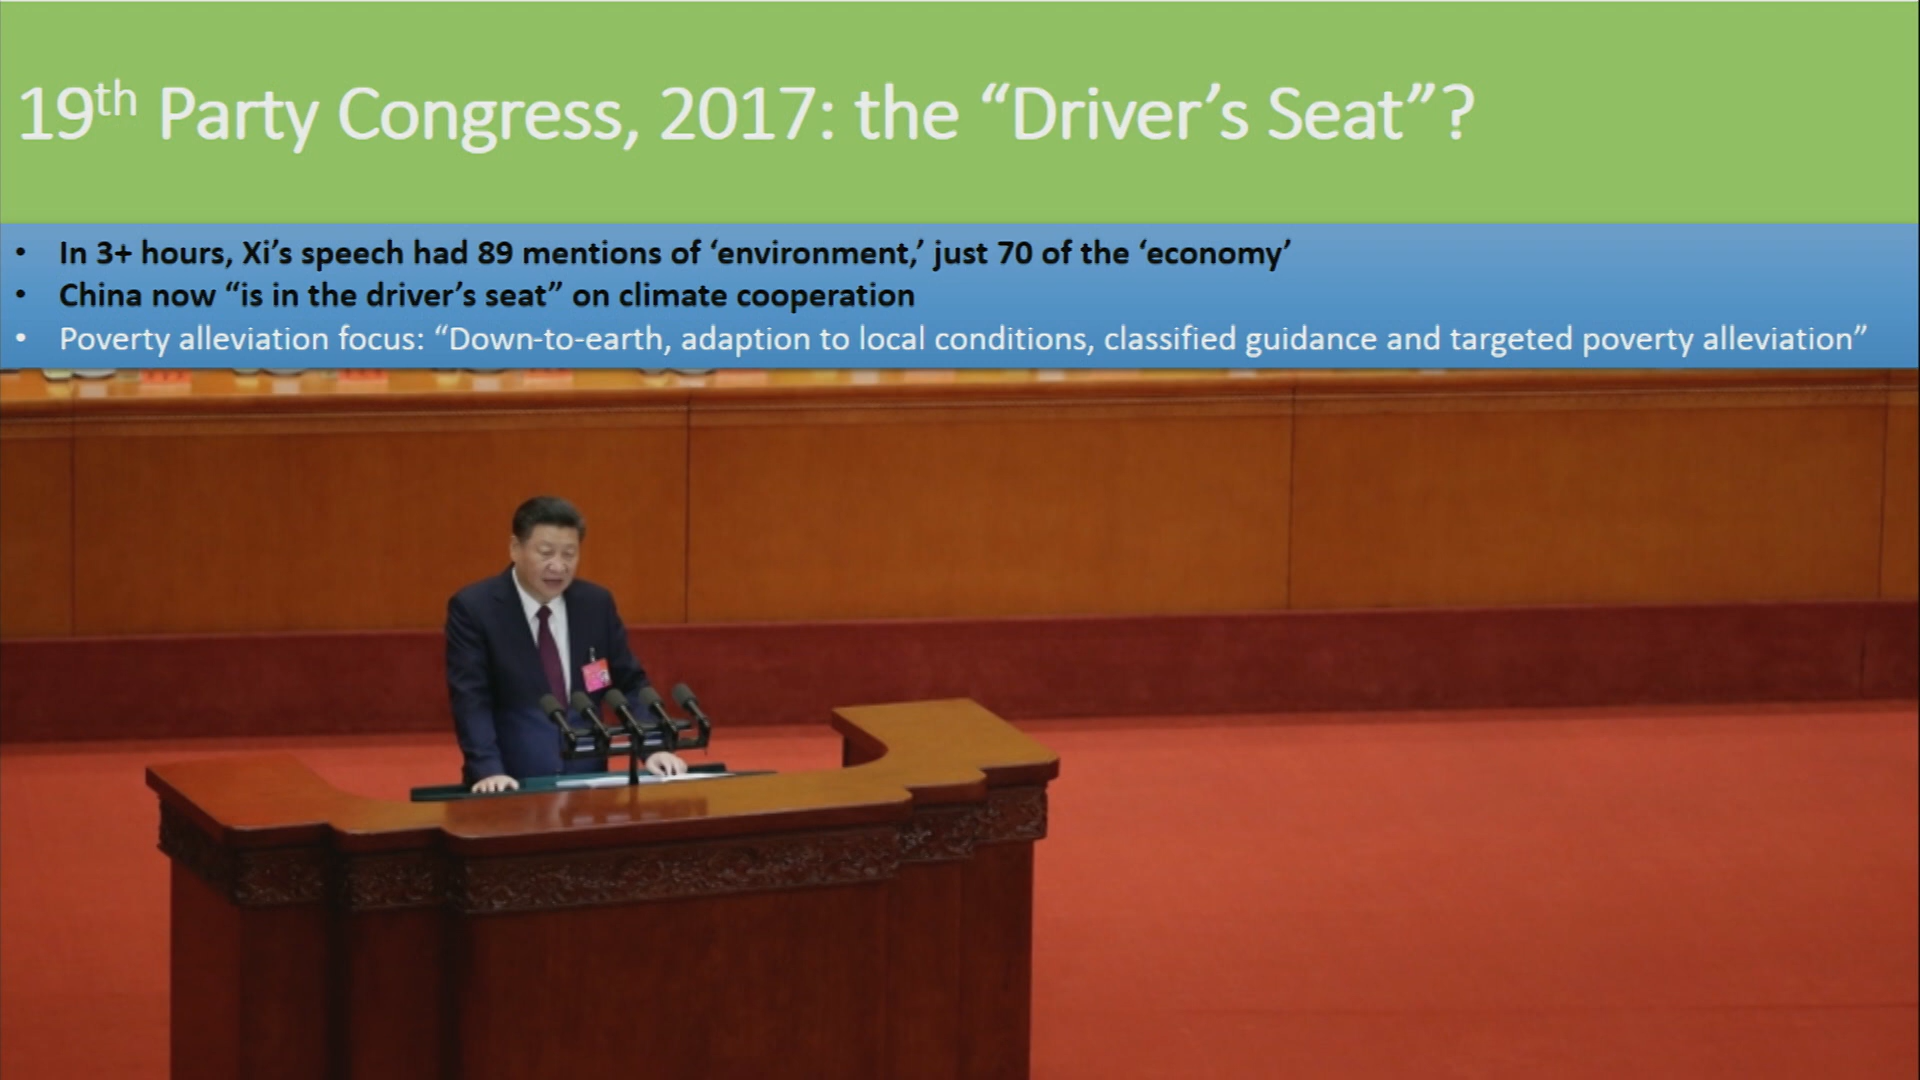 19th Party Congress, 2017: the “Driver’s Seat”?
• In 3+ hours, Xi’s speech had 89 mentions of ‘environment,’ just 70 of the ‘economy’
• China now “is in the driver’s seat” on climate cooperation
• Poverty alleviation focus: “Down-to-earth, adaption to local conditions, classified guidance and targeted poverty alleviation”